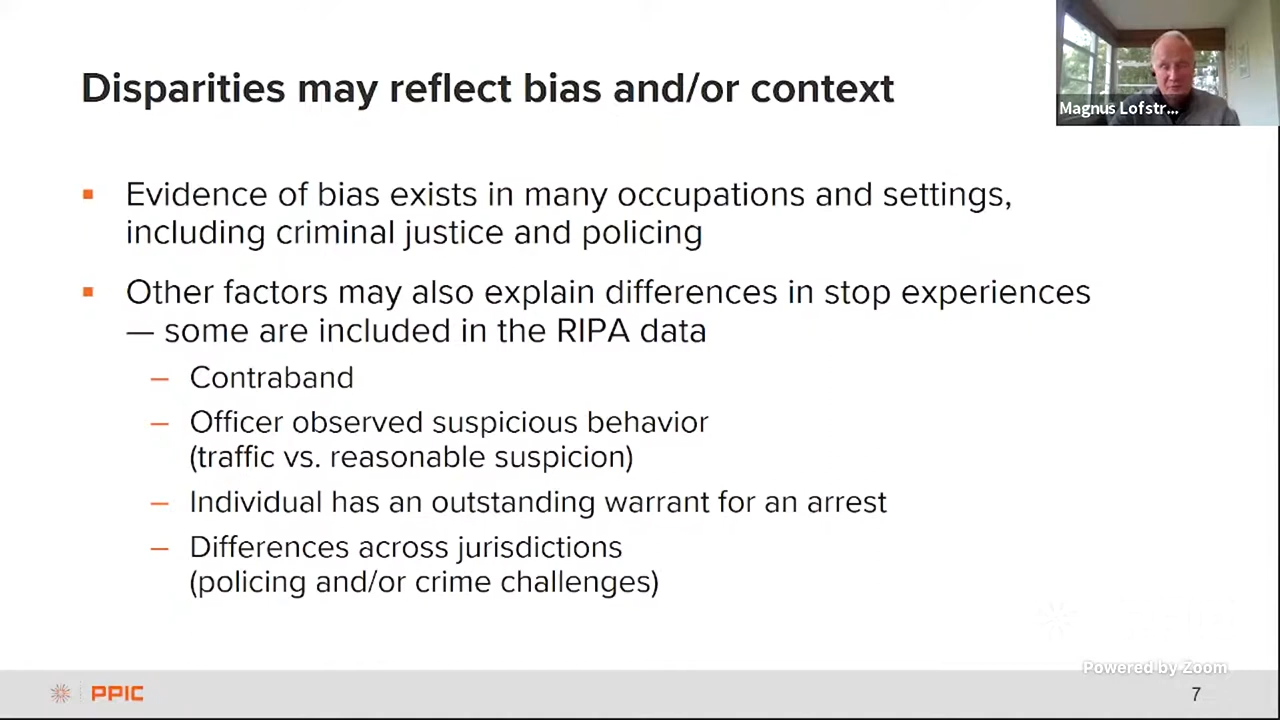 Disparities may reflect bias and/or context
Magnus Lofstr...
▪ Evidence of bias exists in many occupations and settings,
including criminal justice and policing
▪ Other factors may also explain differences in stop experiences
— some are included in the RIPA data
– Contraband
– Officer observed suspicious behavior
(traffic vs. reasonable suspicion)
– Individual has an outstanding warrant for an arrest
– Differences across jurisdictions
(policing and/or crime challenges)
Powered by Zoom
PPIC
7